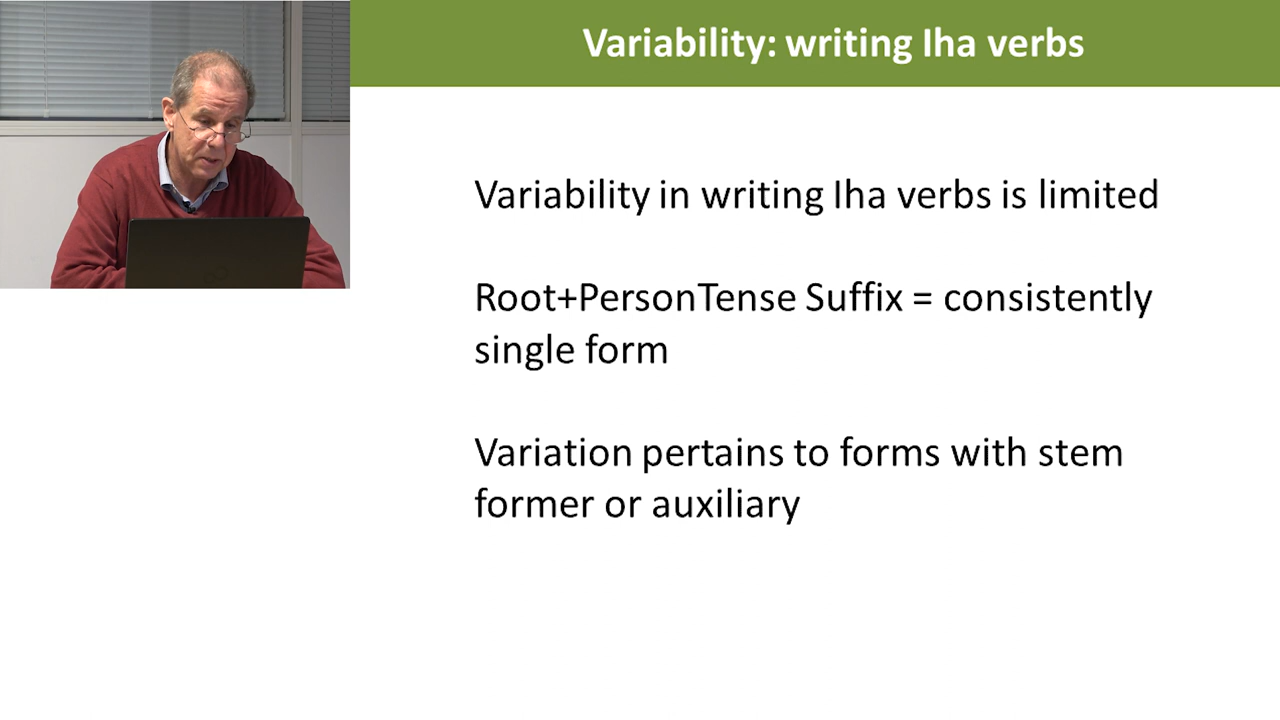 Variability: writing Iha verbs
Variability in writing Iha verbs is limited
Root+PersonTense Suffix = consistently
single form
Variation pertains to forms with stem
former or auxiliary